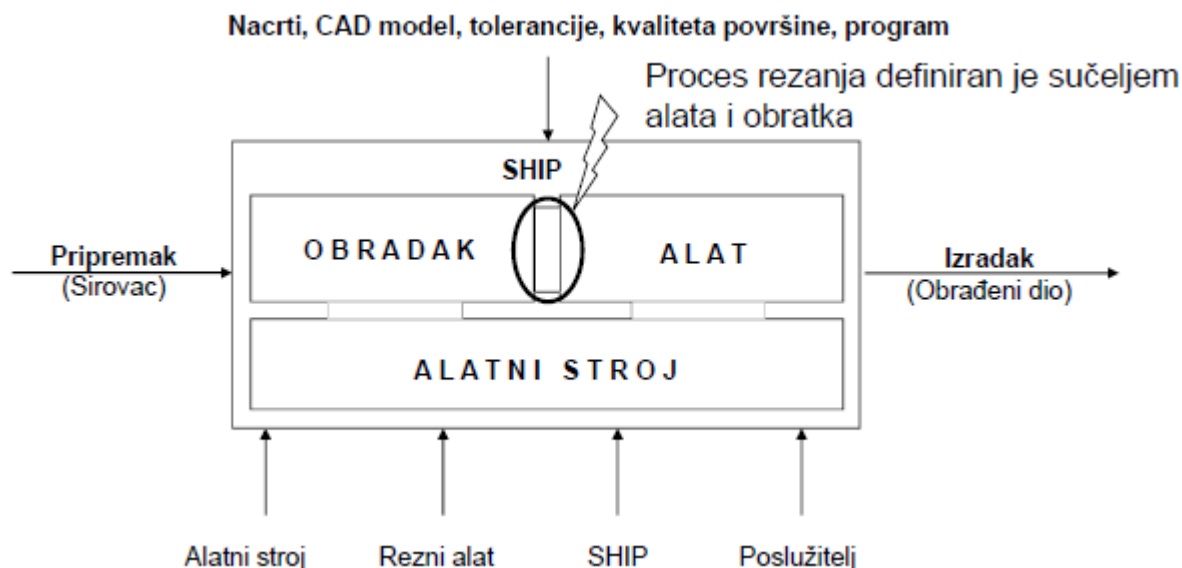 Nacrti, CAD model, tolerancije, kvaliteta površine, program
Proces rezanja definiran je sučeljem
alata i obratka
SHIP
OBRADAK
ALAT
Pripremak
(Sirovac)
Izradak
(Obrađeni dio)
ALATNI STROJ
Alatni stroj
Rezni alat
SHIP
Poslužitelj